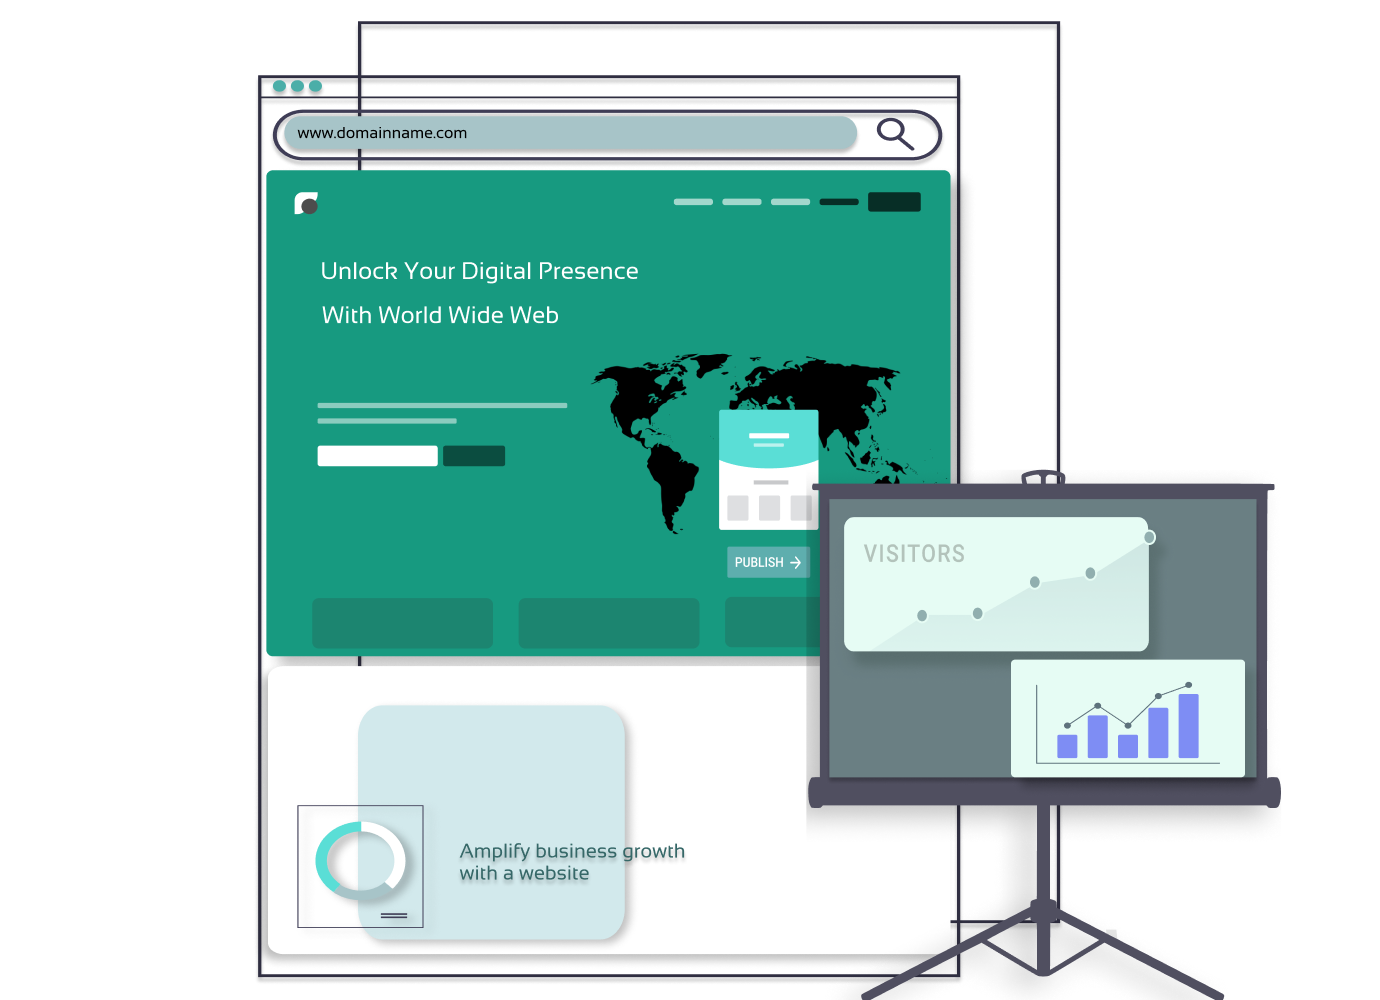 www.domainname.com
Unlock Your Digital Presence
With World Wide Web
PUBLISH
VISITORS
Amplify business growth
with a website